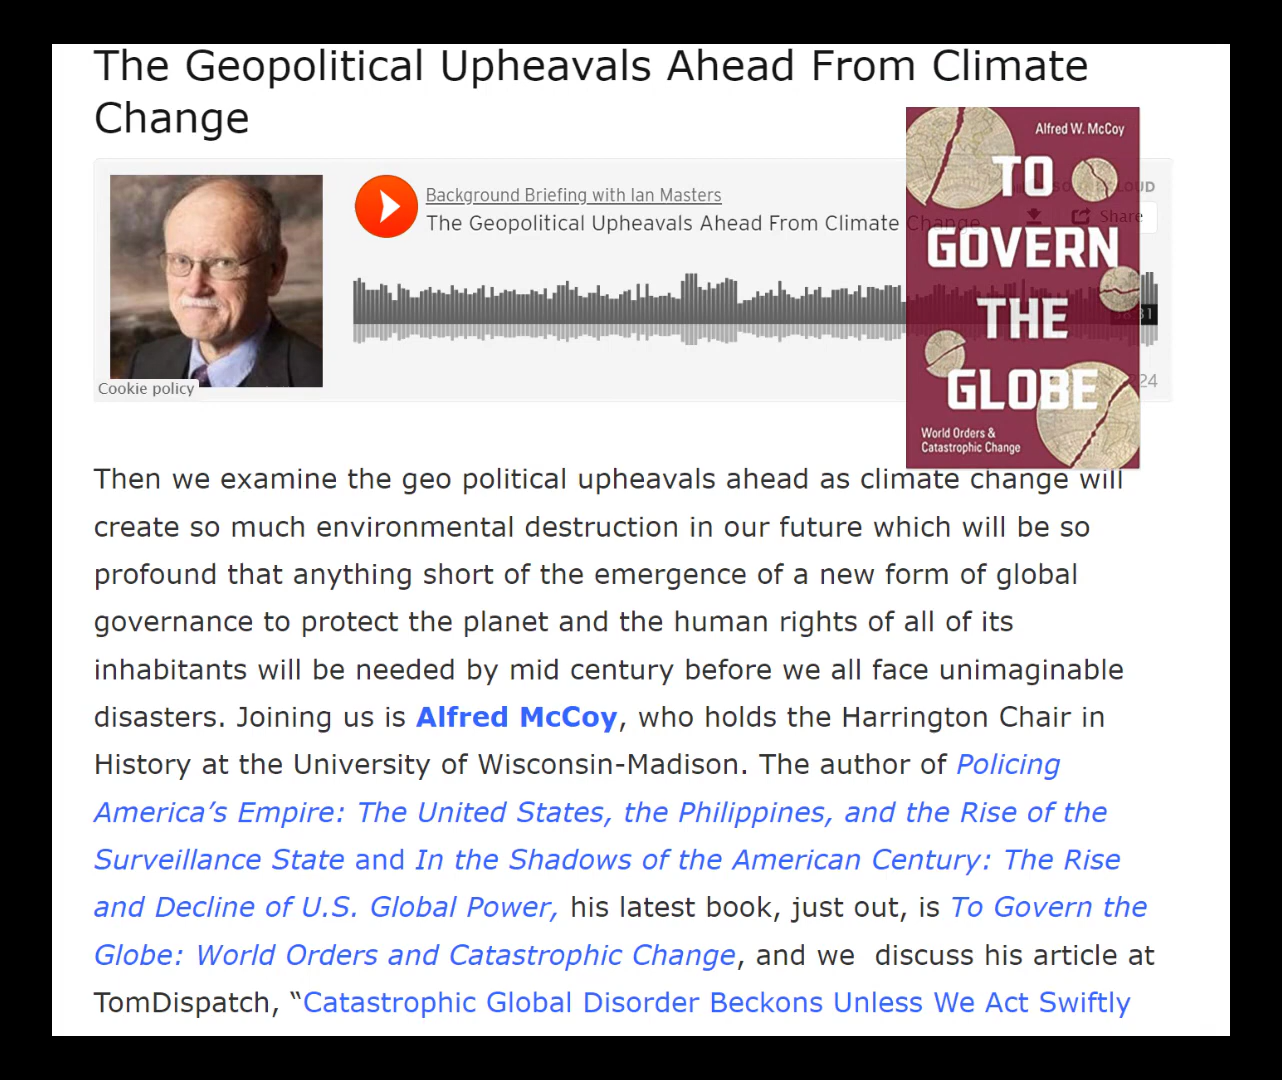 The Geopolitical Upheavals Ahead From Climate
Change
Background Briefing with Ian Masters
The Geopolitical Upheavals Ahead From Climate Change
Share
Cookie policy
Alfred W. McCoy
TO
GOVERN
THE
GLOBE
World Orders &
Catastrophic Change
Then we examine the geo political upheavals ahead as climate change will
create so much environmental destruction in our future which will be so
profound that anything short of the emergence of a new form of global
governance to protect the planet and the human rights of all of its
inhabitants will be needed by mid century before we all face unimaginable
disasters. Joining us is Alfred McCoy, who holds the Harrington Chair in
History at the University of Wisconsin-Madison. The author of Policing
America’s Empire: The United States, the Philippines, and the Rise of the
Surveillance State and In the Shadows of the American Century: The Rise
and Decline of U.S. Global Power, his latest book, just out, is To Govern the
Globe: World Orders and Catastrophic Change, and we  discuss his article at
TomDispatch, “Catastrophic Global Disorder Beckons Unless We Act Swiftly